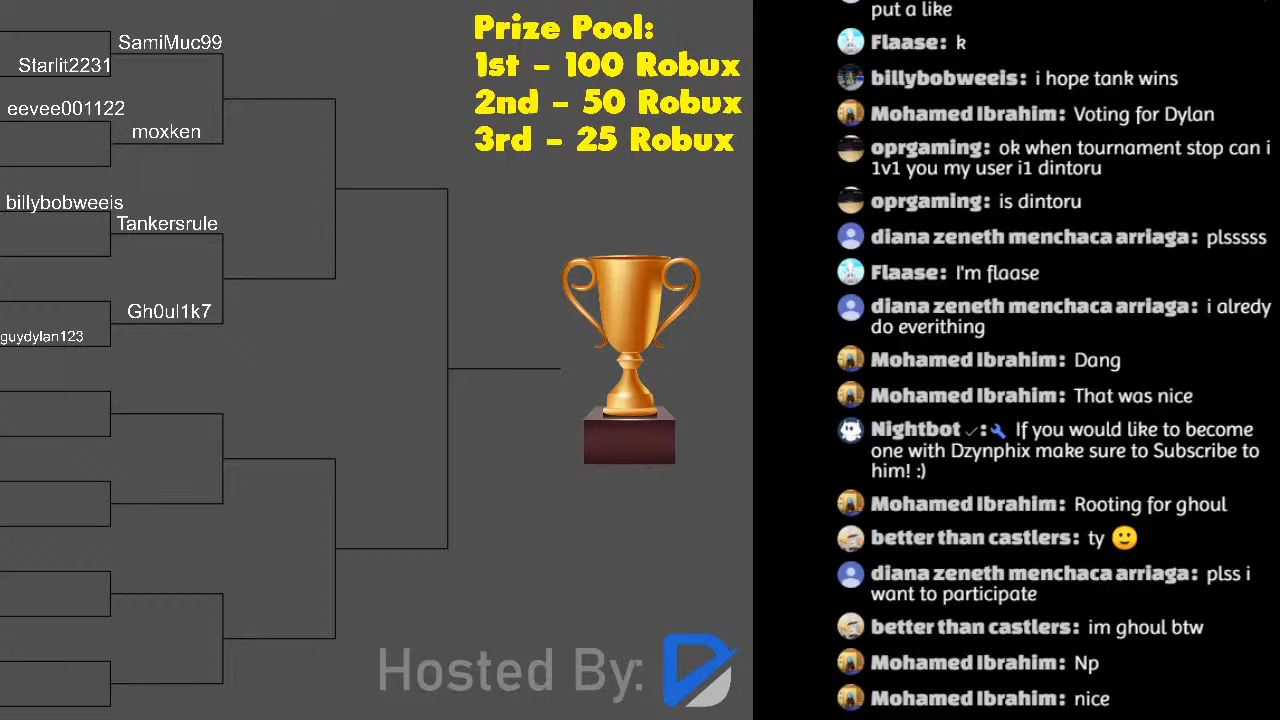 SamiMuc99
Starlit2231
eevee001122
moxken
billybobweeis
Tankersrule
Gh0ul1k7
guydylan123
Prize Pool:
1st – 100 Robux
2nd – 50 Robux
3rd – 25 Robux
Hosted By:
put a like
Flaase: k
billybobweeis: i hope tank wins
Mohamed Ibrahim: Voting for Dylan
oprgaming: ok when tournament stop can i
1v1 you my user i1 dintoru
oprgaming: is dintoru
diana zeneth menchaca arriaga: plsssss
Flaase: I'm flaase
diana zeneth menchaca arriaga: i alredy
do everithing
Mohamed Ibrahim: Dang
Mohamed Ibrahim: That was nice
Nightbot ✓:🔧 If you would like to become
one with Dzynphix make sure to Subscribe to
him! :)
Mohamed Ibrahim: Rooting for ghoul
better than castlers: ty 🙂
diana zeneth menchaca arriaga: plss i
want to participate
better than castlers: im ghoul btw
Mohamed Ibrahim: Np
Mohamed Ibrahim: nice